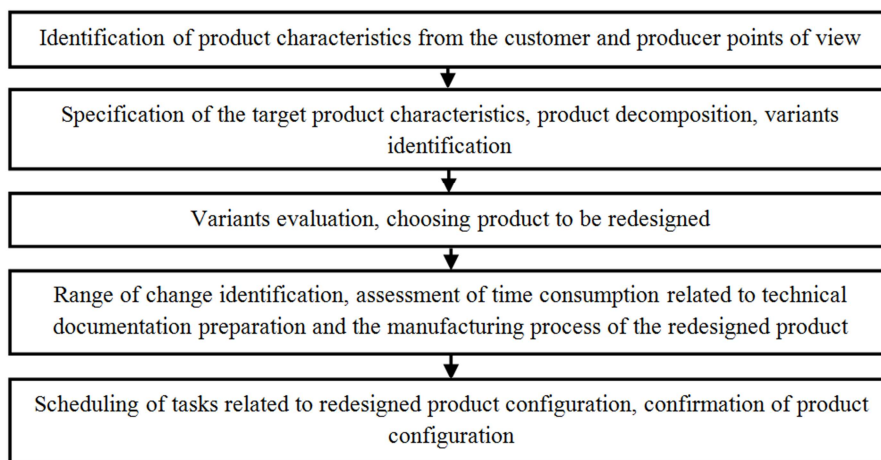 Identification of product characteristics from the customer and producer points of view
Specification of the target product characteristics, product decomposition, variants
identification
Variants evaluation, choosing product to be redesigned
Range of change identification, assessment of time consumption related to technical
documentation preparation and the manufacturing process of the redesigned product
Scheduling of tasks related to redesigned product configuration, confirmation of product
configuration